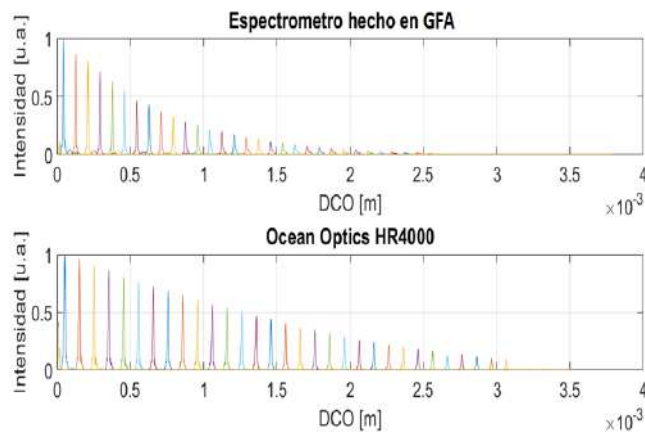 Espectrometro hecho en GFA
Intensidad [u.a.]
1
0.5
0
0 0.5 1 1.5 2 2.5 3 3.5 4
DCO [m]
×10-3
Ocean Optics HR4000
Intensidad [u.a.]
1
0.5
0
0 0.5 1 1.5 2 2.5 3 3.5 4
DCO [m]
×10-3